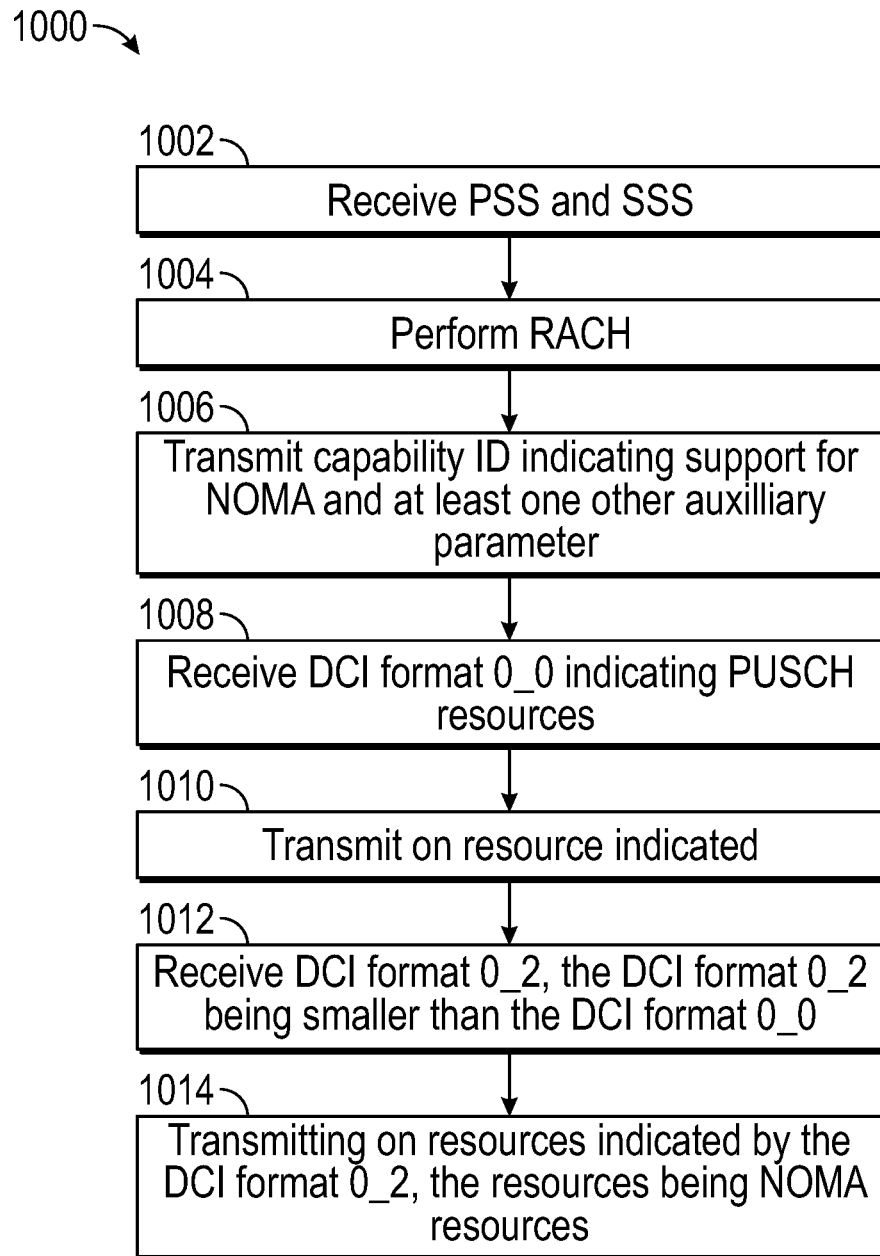 1000
1002
Receive PSS and SSS
1004
Perform RACH
1006
Transmit capability ID indicating support for
NOMA and at least one other auxilliary
parameter
1008
Receive DCI format 0_0 indicating PUSCH
resources
1010
Transmit on resource indicated
1012
Receive DCI format 0_2, the DCI format 0_2
being smaller than the DCI format 0_0
1014
Transmitting on resources indicated by the
DCI format 0_2, the resources being NOMA
resources